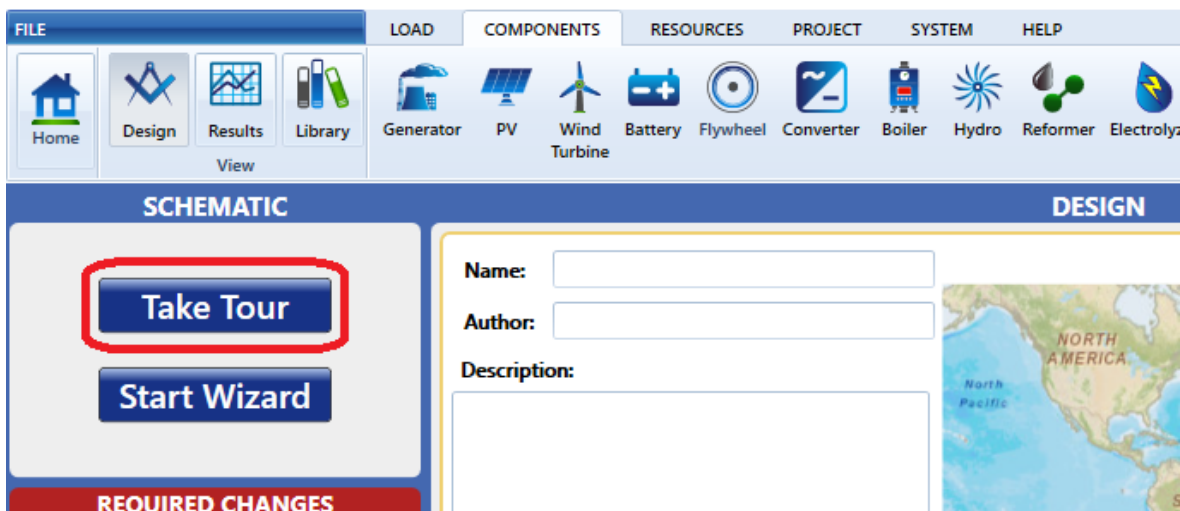 FILE LOAD COMPONENTS RESOURCES PROJECT SYSTEM HELP
Home Design Results Library Generator PV Wind Battery Flywheel Converter Boiler Hydro Reformer Electrolyz
Turbine
View
SCHEMATIC DESIGN
Take Tour
Start Wizard
REQUIRED CHANGES
Name:
Author:
Description:
NORTH
AMERICA
North
Pacific
S